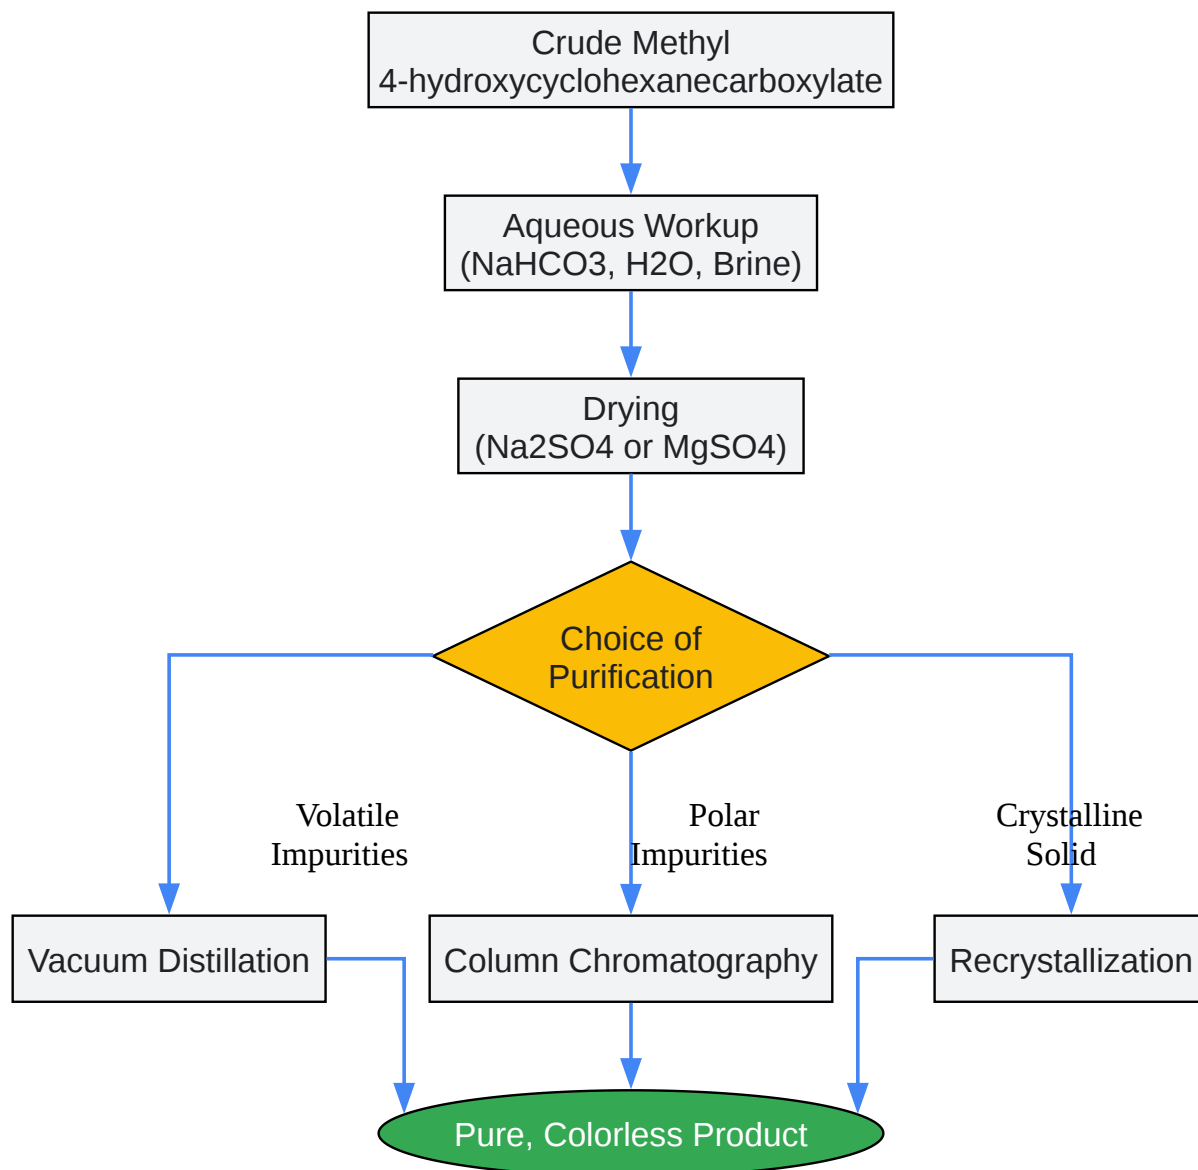 Crude Methyl
4-hydroxycyclohexanecarboxylate
Aqueous Workup
(NaHCO3, H2O, Brine)
Drying
(Na2SO4 or MgSO4)
Choice of
Purification
Volatile
Impurities
Polar
Impurities
Crystalline
Solid
Vacuum Distillation
Column Chromatography
Recrystallization
Pure, Colorless Product